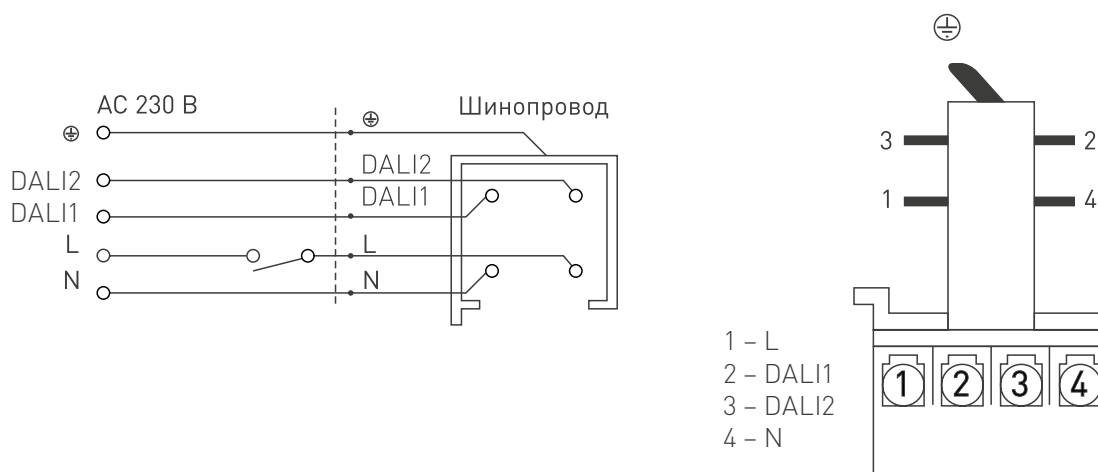 АС 230 В
Шинопровод
DALI2
DALI1
L
N
DALI2
DALI1
L
N
3
2
1
4
1 – L
2 – DALI1
3 – DALI2
4 – N
1 2 3 4